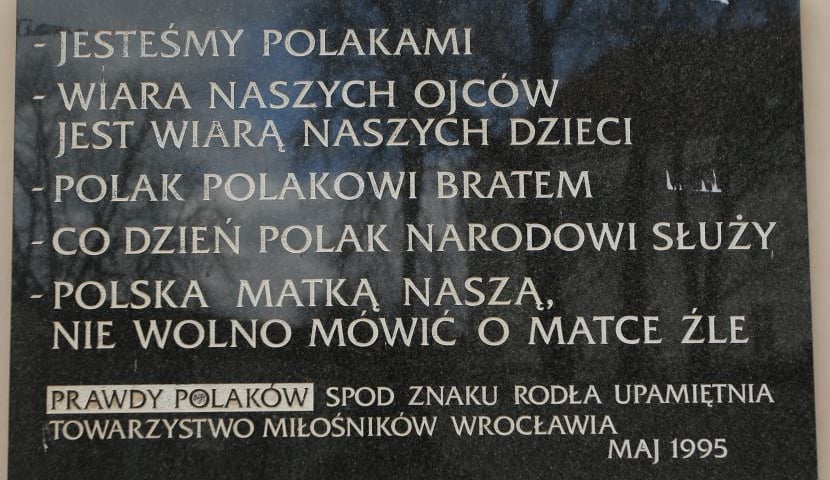 - JESTEŚMY POLAKAMI
- WIARA NASZYCH OJCÓW
JEST WIARĄ NASZYCH DZIECI
- POLAK POLAKOWI BRATEM
- CO DZIEŃ POLAK NARODOWI SŁUŻY
- POLSKA MATKĄ NASZĄ,
NIE WOLNO MÓWIĆ O MATCE ŹLE
PRAWDY POLAKÓW SPOD ZNAKU RODŁA UPAMIĘTNIA
TOWARZYSTWO MIŁOŚNIKÓW WROCŁAWIA
MAJ 1995